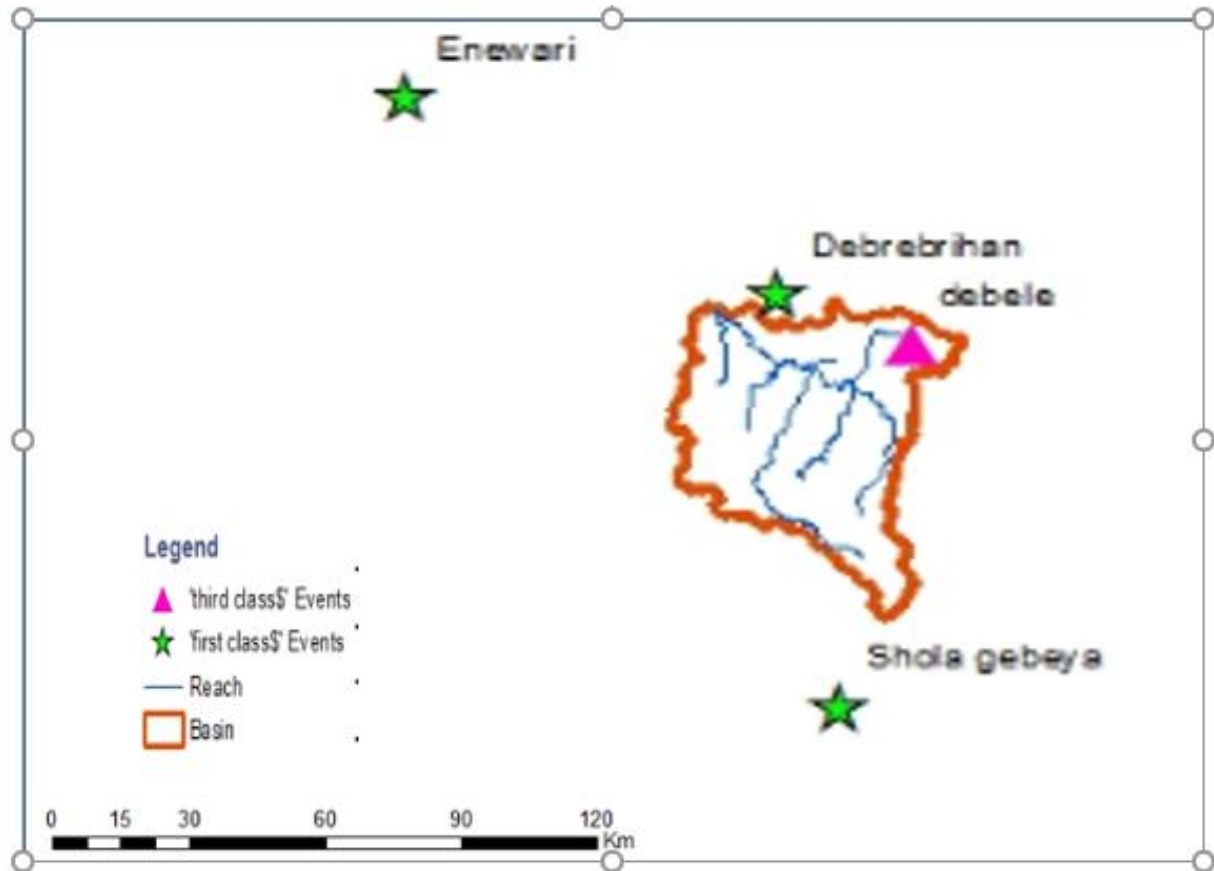 Enewari
Debrebrihan
debele
Shola gebeya
Legend
'third class$' Events
'first class$' Events
Reach
Basin
0 15 30 60 90 120
Km